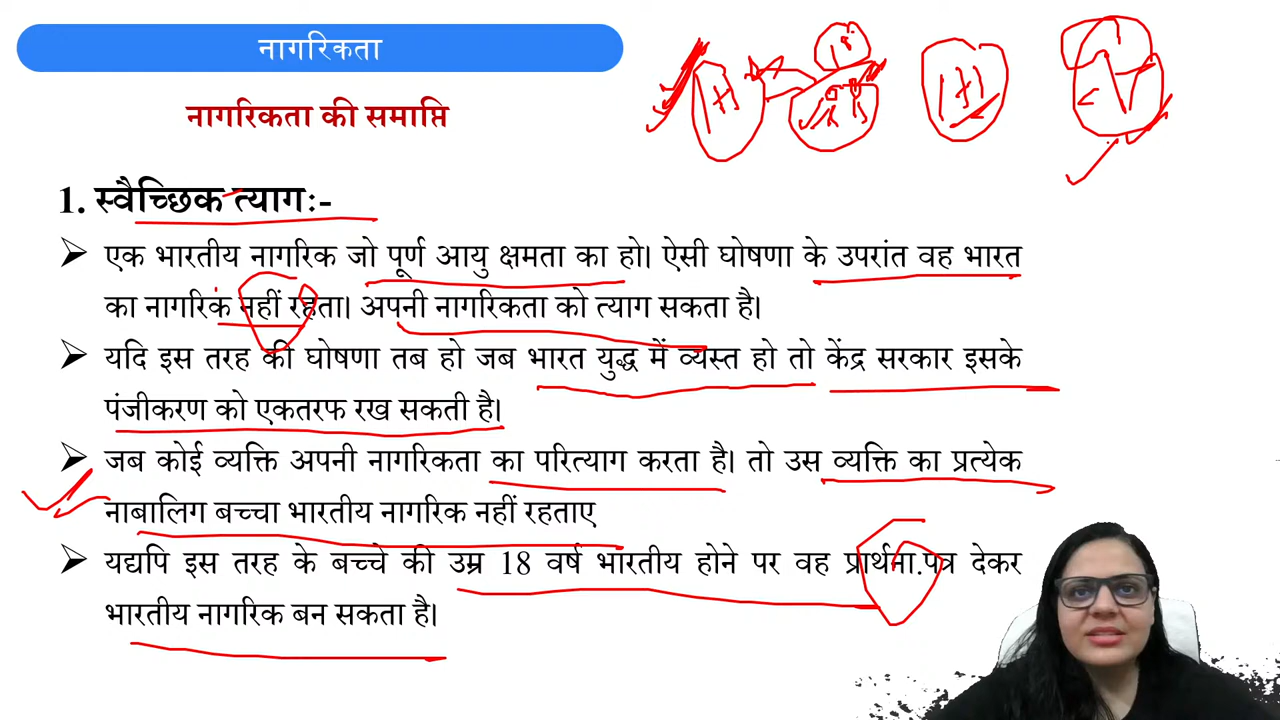 नागरिकता
नागरिकता की समाप्ति
1. स्वैच्छिक त्यागः-
एक भारतीय नागरिक जो पूर्ण आयु क्षमता का हो। ऐसी घोषणा के उपरांत वह भारत
का नागरिक नहीं रहता। अपनी नागरिकता को त्याग सकता है।
यदि इस तरह की घोषणा तब हो जब भारत युद्ध में व्यस्त हो तो केंद्र सरकार इसके
पंजीकरण को एकतरफ रख सकती है।
जब कोई व्यक्ति अपनी नागरिकता का परित्याग करता है। तो उस व्यक्ति का प्रत्येक
नाबालिग बच्चा भारतीय नागरिक नहीं रहताए
यद्यपि इस तरह के बच्चे की उम्र 18 वर्ष भारतीय होने पर वह प्रार्थना.पत्र देकर
भारतीय नागरिक बन सकता है।